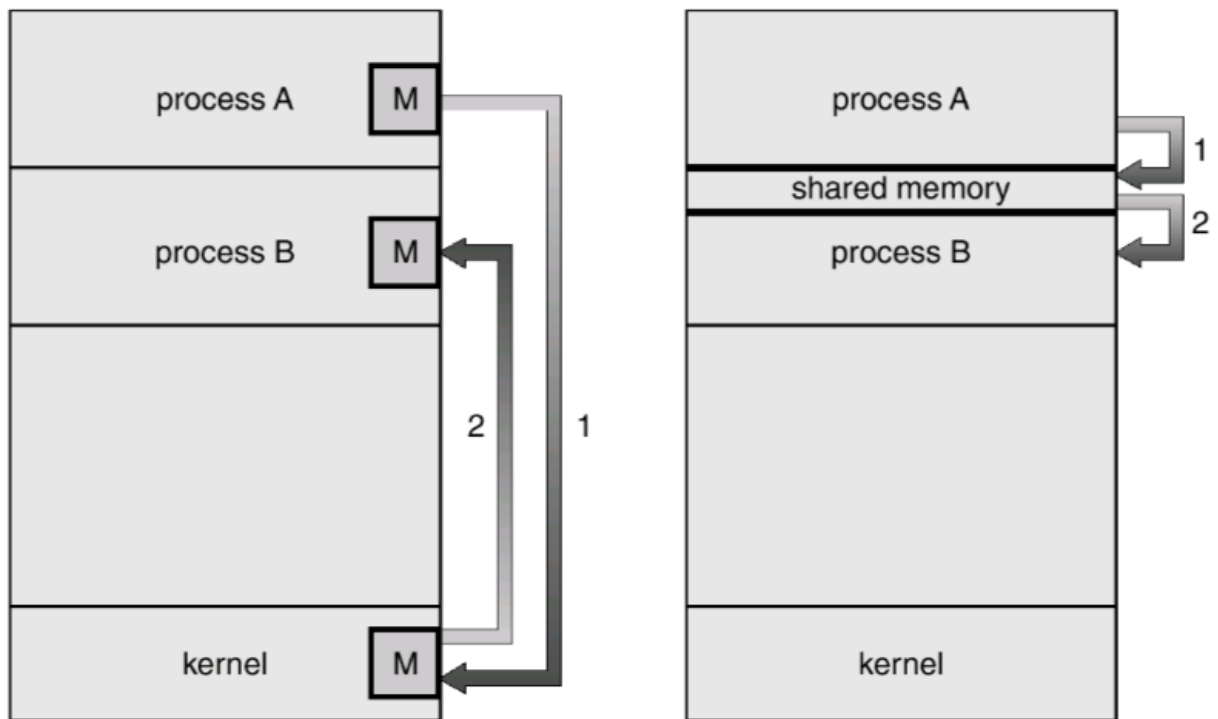 process A
M
process B
M
2
1
kernel
M
process A
1
shared memory
2
process B
kernel